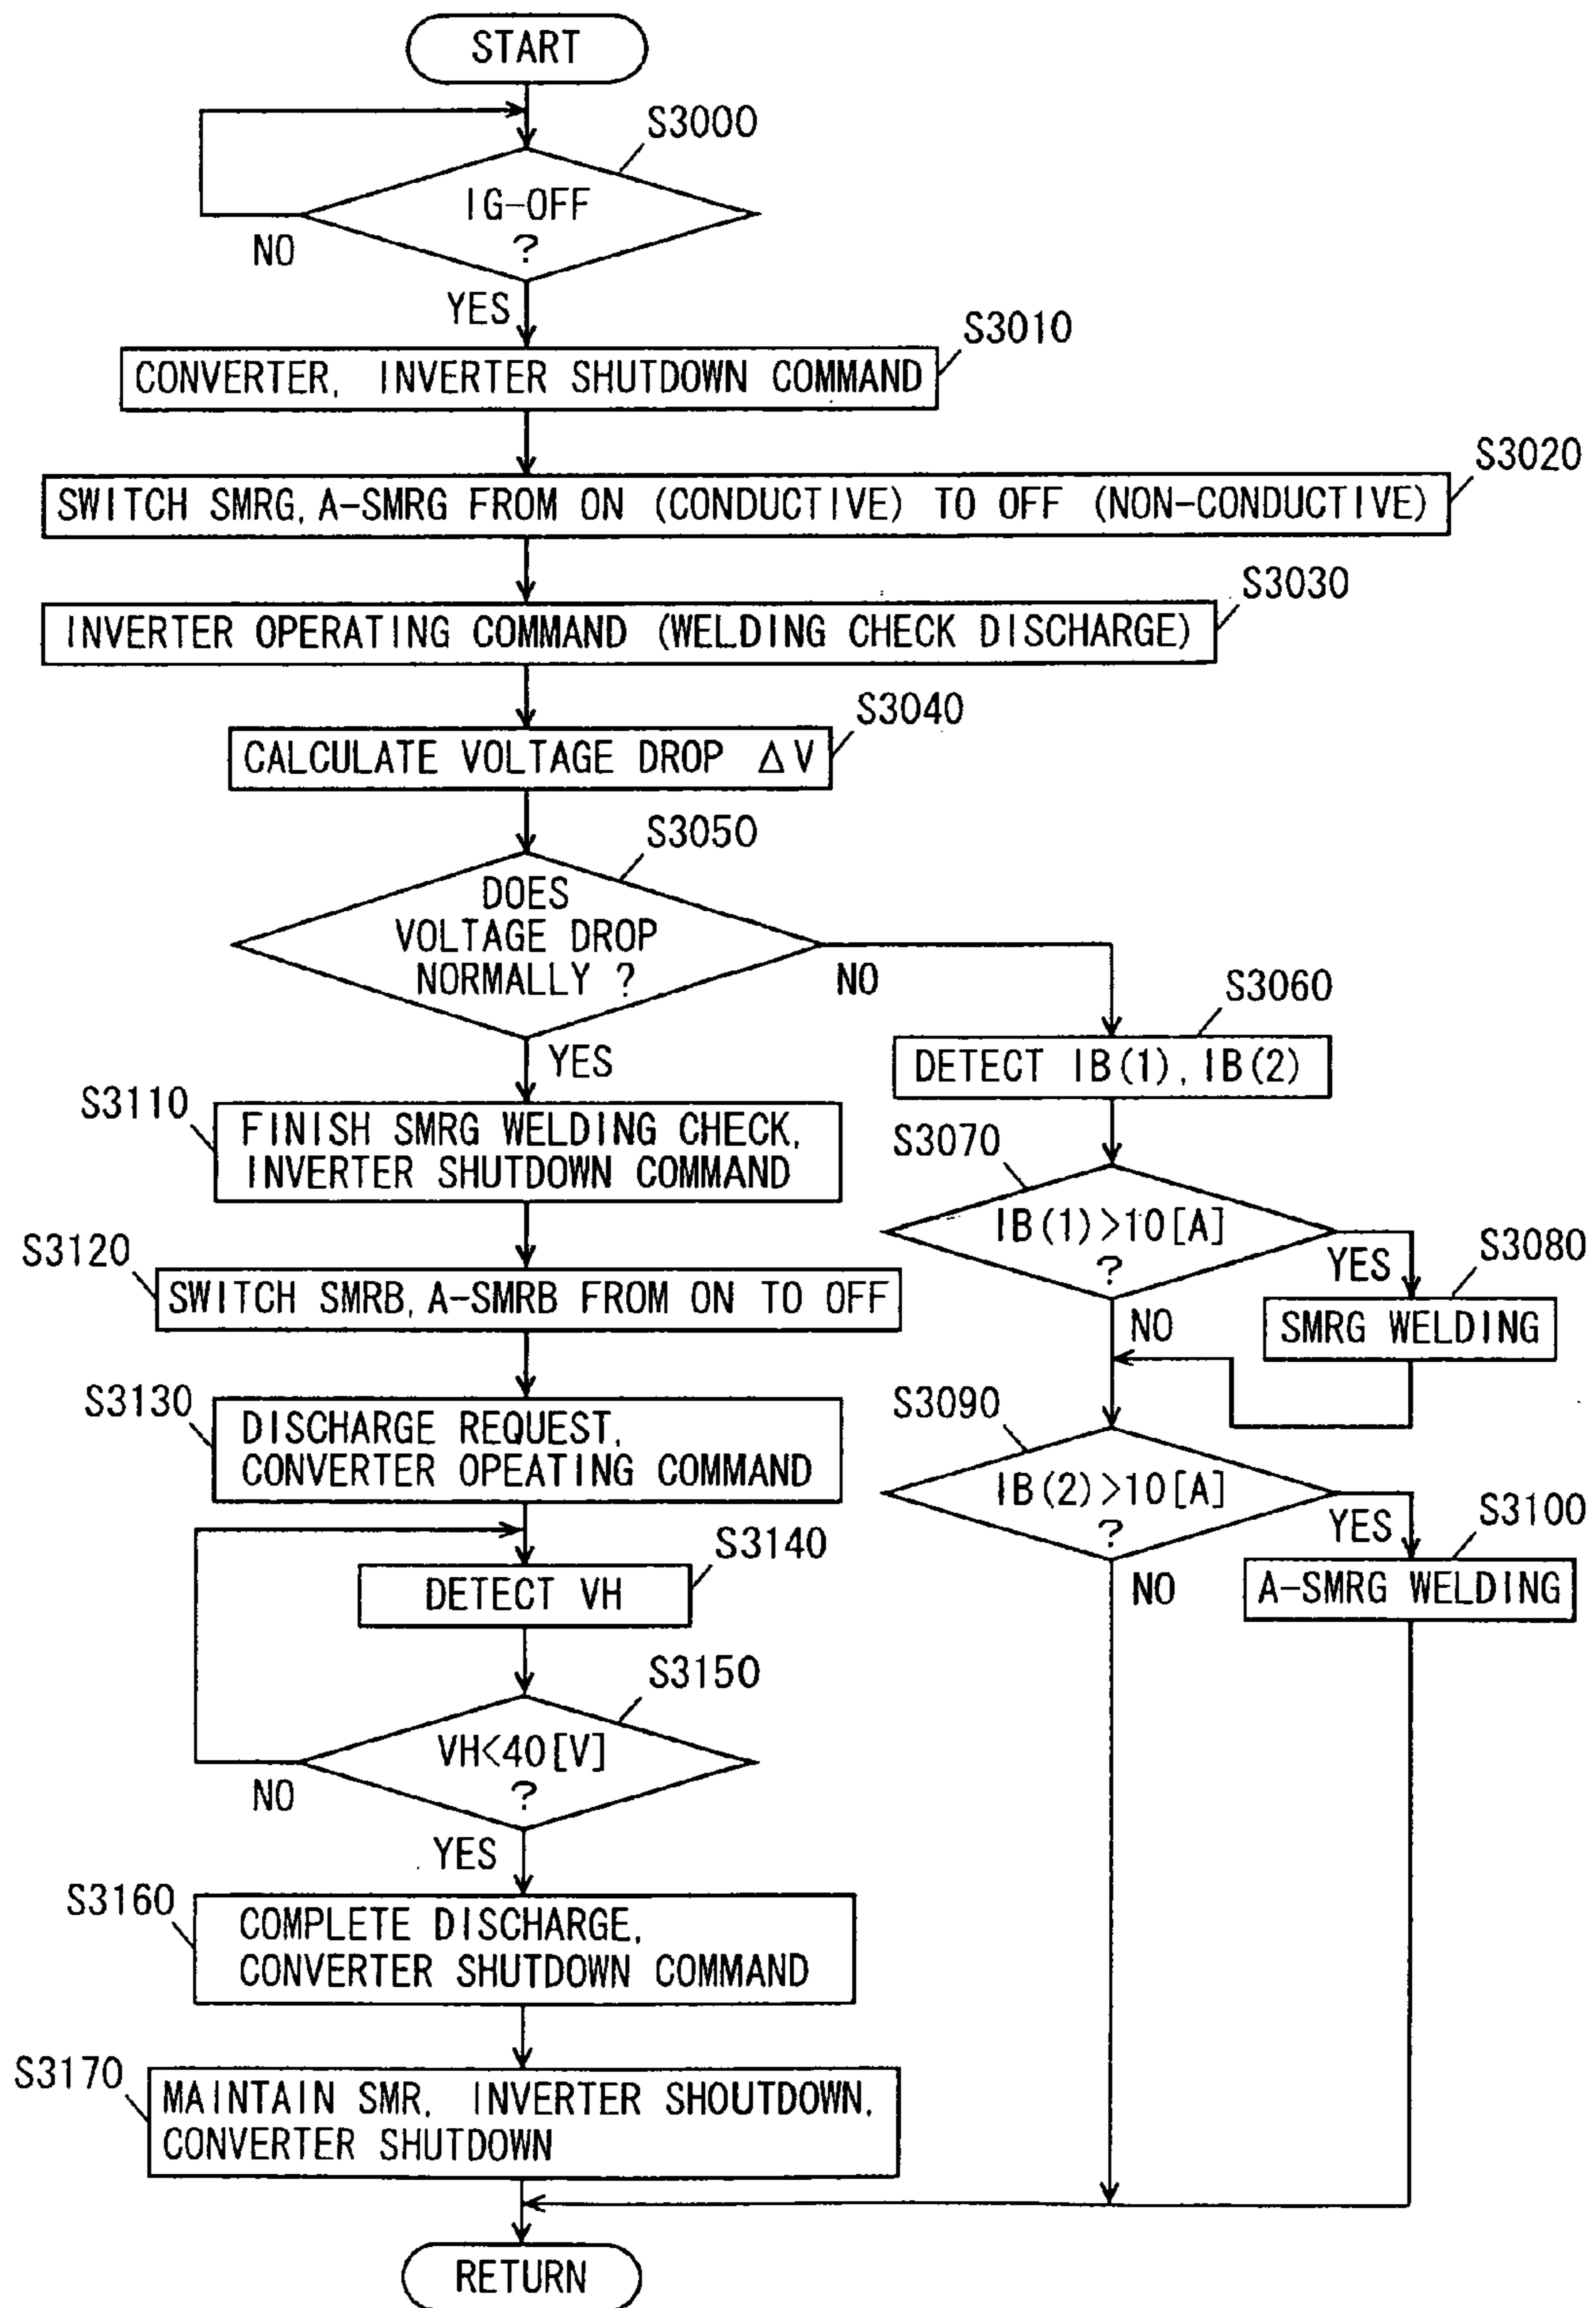 START
S3000
IG-OFF
?
NO
YES
S3010
CONVERTER, INVERTER SHUTDOWN COMMAND
S3020
SWITCH SMRG, A-SMRG FROM ON (CONDUCTIVE) TO OFF (NON-CONDUCTIVE)
S3030
INVERTER OPERATING COMMAND (WELDING CHECK DISCHARGE)
S3040
CALCULATE VOLTAGE DROP ΔV
S3050
DOES
VOLTAGE DROP
NORMALLY ?
NO
YES
S3060
DETECT IB(1), IB(2)
S3070
IB(1)>10[A]
?
YES
NO
S3080
SMRG WELDING
S3090
IB(2)>10[A]
?
YES
NO
S3100
A-SMRG WELDING
S3110
FINISH SMRG WELDING CHECK,
INVERTER SHUTDOWN COMMAND
S3120
SWITCH SMRB, A-SMRB FROM ON TO OFF
S3130
DISCHARGE REQUEST,
CONVERTER OPEATING COMMAND
S3140
DETECT VH
S3150
VH<40[V]
?
NO
YES
S3160
COMPLETE DISCHARGE,
CONVERTER SHUTDOWN COMMAND
S3170
MAINTAIN SMR, INVERTER SHOUTDOWN,
CONVERTER SHUTDOWN
RETURN